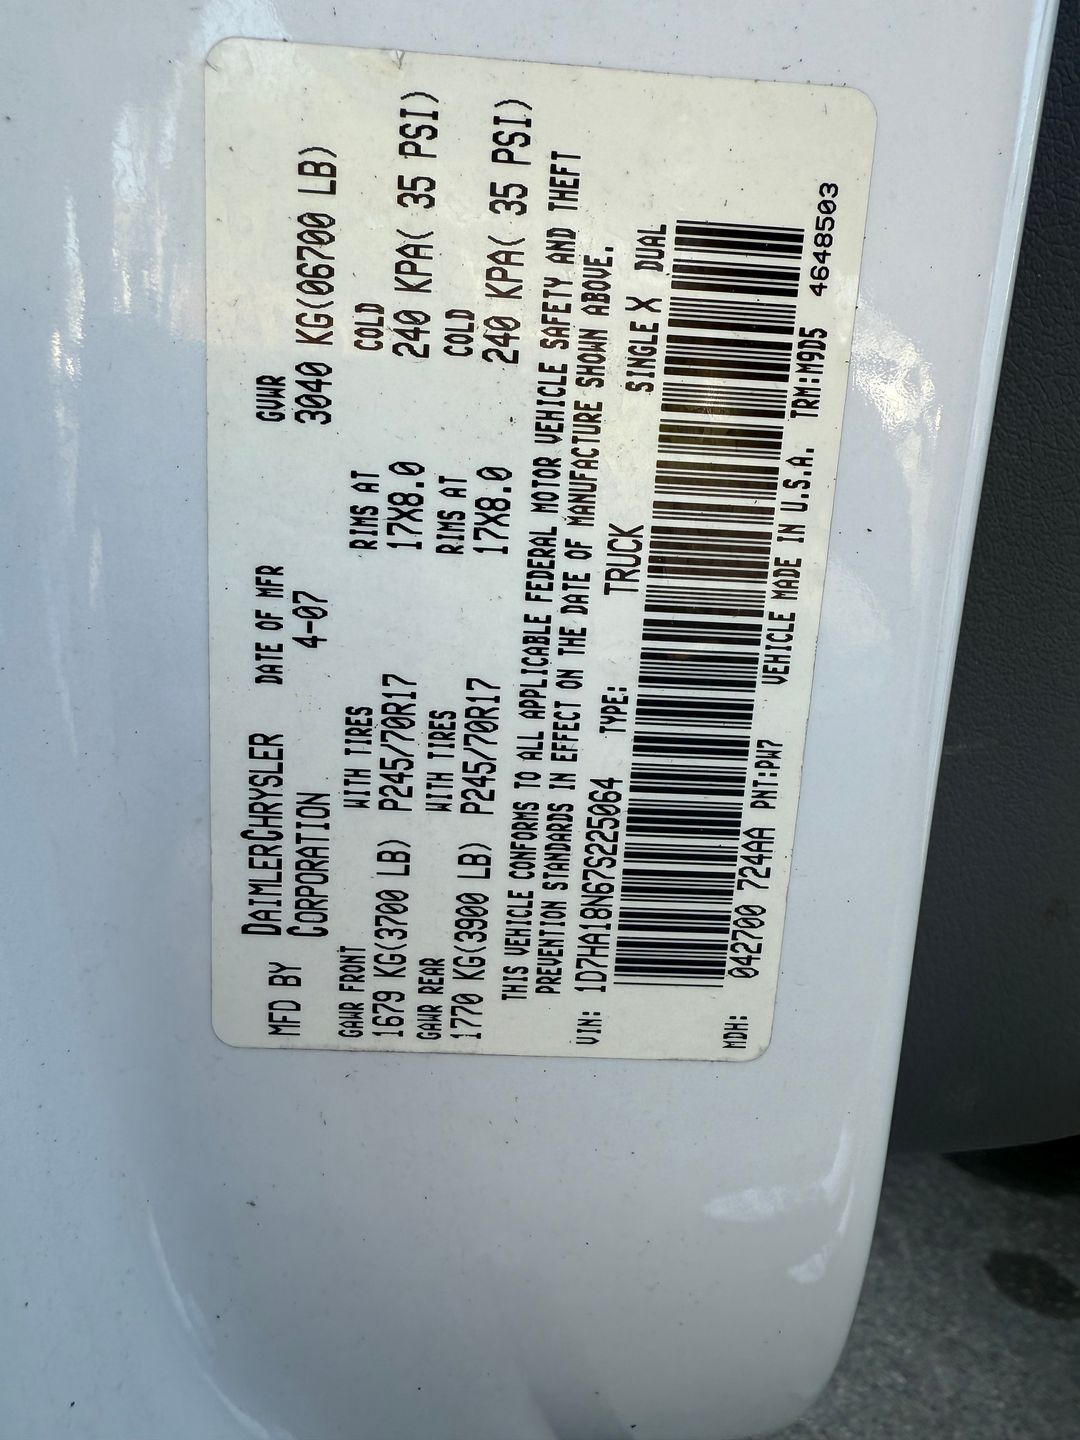 MFD BY DAIMLERCHRYSLER DATE OF MFR GVWR
CORPORATION 4-07 3040 KG(06700 LB)
GAWR FRONT WITH TIRES RIMS AT COLD
1679 KG(3700 LB) P245/70R17 17X8.0 240 KPA( 35 PSI)
GAWR REAR WITH TIRES RIMS AT COLD
1770 KG(3900 LB) P245/70R17 17X8.0 240 KPA( 35 PSI)
THIS VEHICLE CONFORMS TO ALL APPLICABLE FEDERAL MOTOR VEHICLE SAFETY AND THEFT
PREVENTION STANDARDS IN EFFECT ON THE DATE OF MANUFACTURE SHOWN ABOVE.
VIN: 1D7HA18N67S225064 TYPE: TRUCK SINGLE X DUAL
MDH: 042700 724AA PNT:PW7 VEHICLE MADE IN U.S.A. TRM:M9D5 4648503